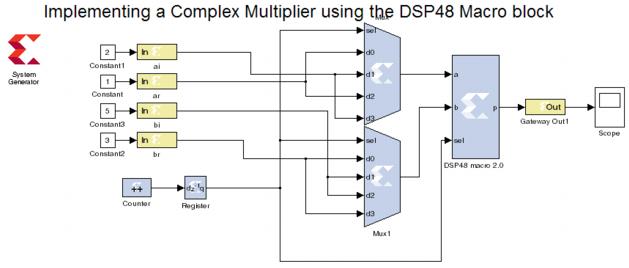 Implementing a Complex Multiplier using the DSP48 Macro block
System
Generator
Mux
sel
d0
d1
d2
d3
2
Constant1
In
ai
1
Constant
In
ar
5
Constant3
In
bi
3
Constant2
In
br
++
Counter
d q
Register
sel
d0
d1
d2
d3
Mux1
a
b
sel
p
DSP48 macro 2.0
Out
Gateway Out1
Scope